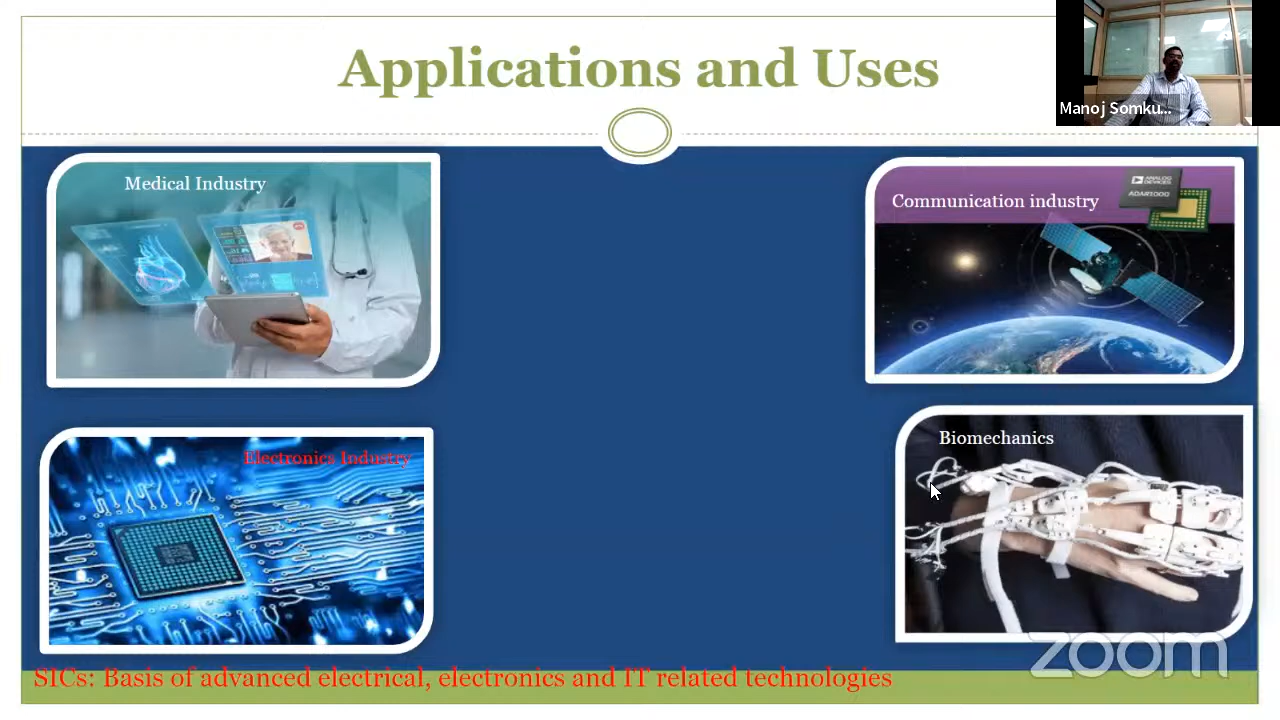 Applications and Uses
Manoj Somku...
Medical Industry
Communication industry
ANALOG
DEVICES
ADAR1000
Electronics Industry
Biomechanics
zoom
SICs: Basis of advanced electrical, electronics and IT related technologies